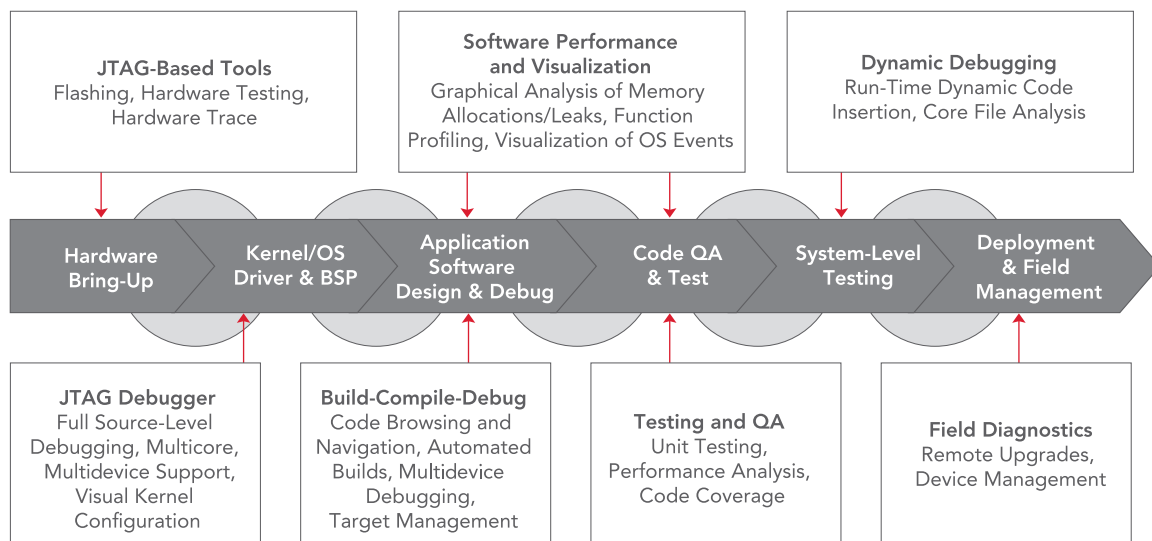 JTAG-Based Tools
Flashing, Hardware Testing,
Hardware Trace
Software Performance
and Visualization
Graphical Analysis of Memory
Allocations/Leaks, Function
Profiling, Visualization of OS Events
Dynamic Debugging
Run-Time Dynamic Code
Insertion, Core File Analysis
Hardware
Bring-Up
Kernel/OS
Driver & BSP
Application
Software
Design & Debug
Code QA
& Test
System-Level
Testing
Deployment
& Field
Management
JTAG Debugger
Full Source-Level
Debugging, Multicore,
Multidevice Support,
Visual Kernel
Configuration
Build-Compile-Debug
Code Browsing and
Navigation, Automated
Builds, Multidevice
Debugging,
Target Management
Testing and QA
Unit Testing,
Performance Analysis,
Code Coverage
Field Diagnostics
Remote Upgrades,
Device Management